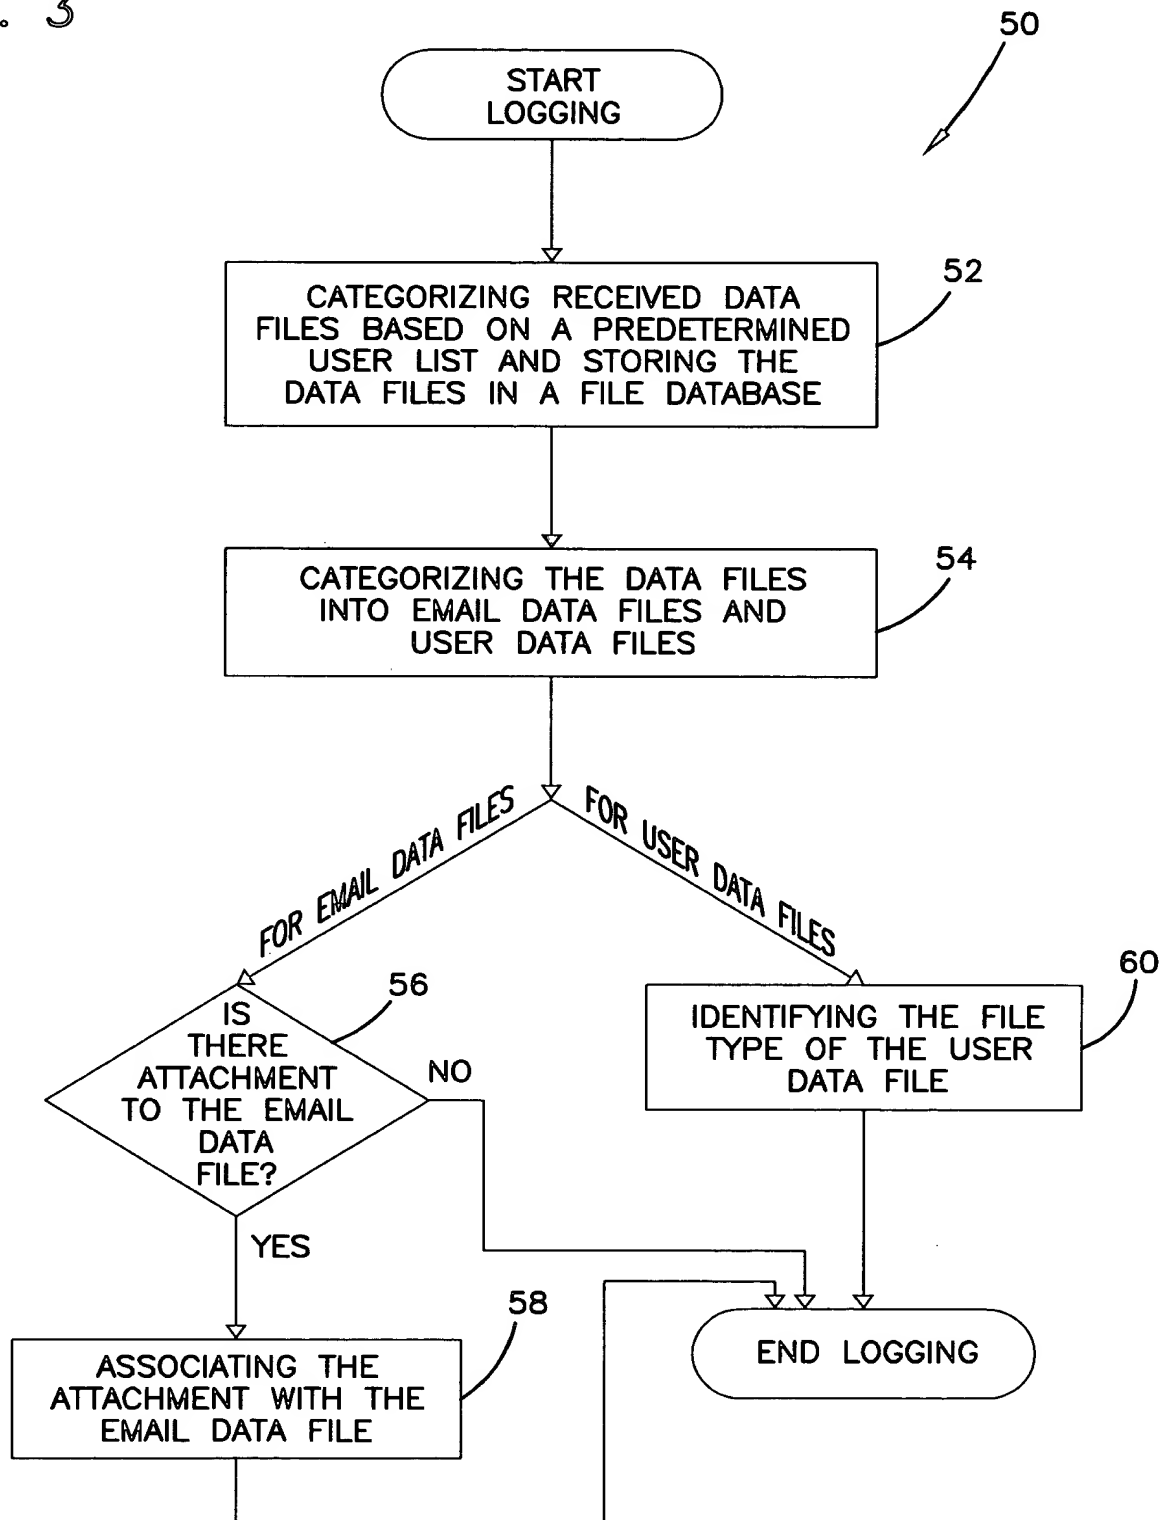 . 3
50
START
LOGGING
52
CATEGORIZING RECEIVED DATA
FILES BASED ON A PREDETERMINED
USER LIST AND STORING THE
DATA FILES IN A FILE DATABASE
54
CATEGORIZING THE DATA FILES
INTO EMAIL DATA FILES AND
USER DATA FILES
FOR EMAIL DATA FILES
FOR USER DATA FILES
56
IS
THERE
ATTACHMENT
TO THE EMAIL
DATA
FILE?
NO
YES
60
IDENTIFYING THE FILE
TYPE OF THE USER
DATA FILE
58
ASSOCIATING THE
ATTACHMENT WITH THE
EMAIL DATA FILE
END LOGGING